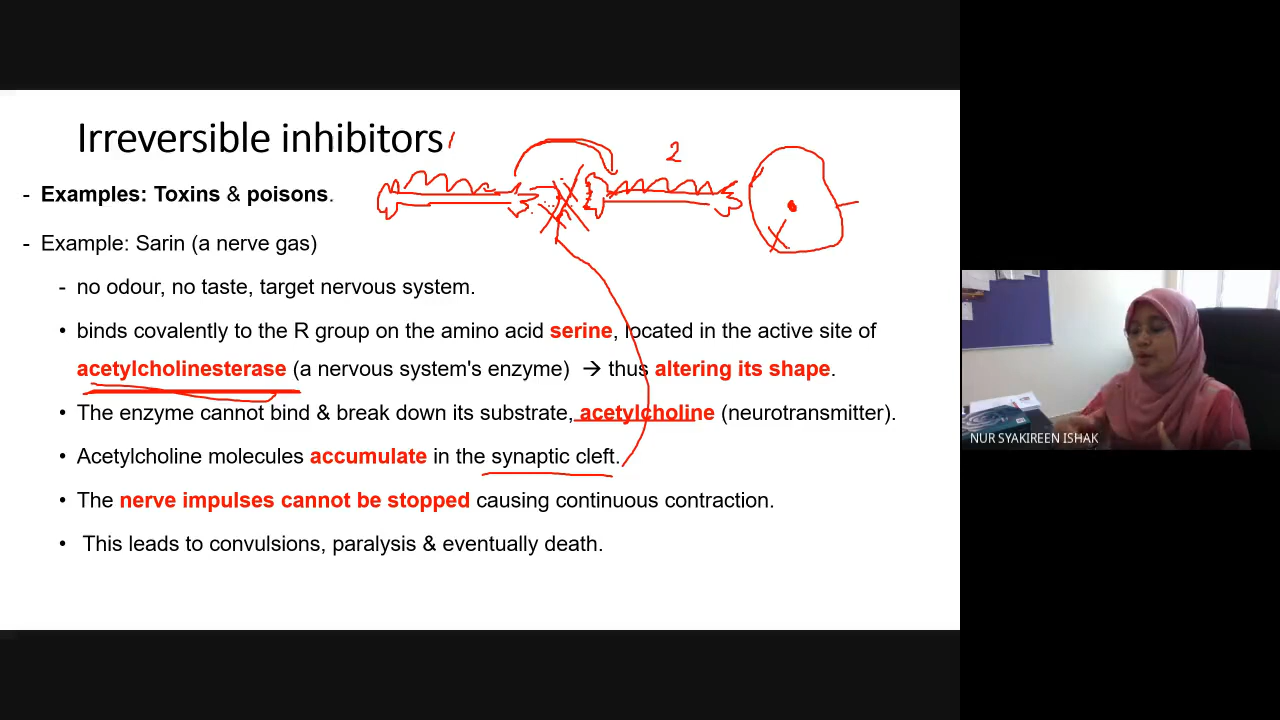 Irreversible inhibitors
1
2
- Examples: Toxins & poisons.
- Example: Sarin (a nerve gas)
- no odour, no taste, target nervous system.
• binds covalently to the R group on the amino acid serine, located in the active site of
acetylcholinesterase (a nervous system's enzyme) → thus altering its shape.
• The enzyme cannot bind & break down its substrate, acetylcholine (neurotransmitter).
• Acetylcholine molecules accumulate in the synaptic cleft.
• The nerve impulses cannot be stopped causing continuous contraction.
• This leads to convulsions, paralysis & eventually death.
NUR SYAKIREEN ISHAK